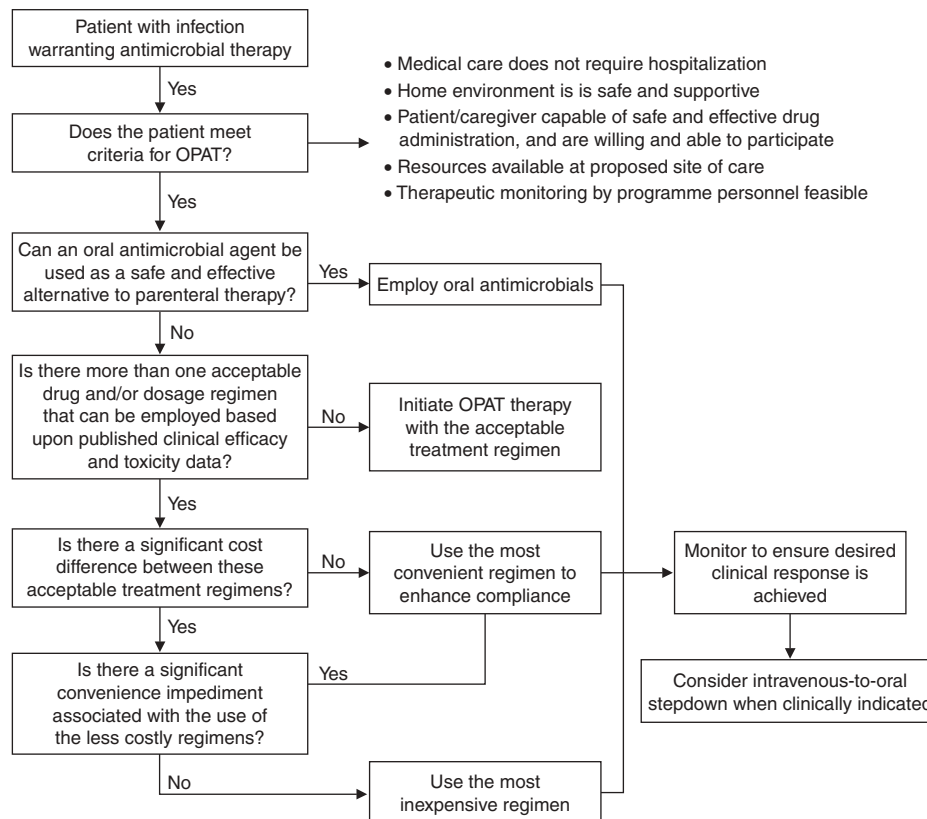 Patient with infection
warranting antimicrobial therapy
Yes
Does the patient meet
criteria for OPAT?
• Medical care does not require hospitalization
• Home environment is is safe and supportive
• Patient/caregiver capable of safe and effective drug
administration, and are willing and able to participate
• Resources available at proposed site of care
• Therapeutic monitoring by programme personnel feasible
Yes
Can an oral antimicrobial agent be
used as a safe and effective
alternative to parenteral therapy?
Yes
Employ oral antimicrobials
No
Is there more than one acceptable
drug and/or dosage regimen
that can be employed based
upon published clinical efficacy
and toxicity data?
No
Initiate OPAT therapy
with the acceptable
treatment regimen
Yes
Is there a significant cost
difference between these
acceptable treatment regimens?
No
Use the most
convenient regimen to
enhance compliance
Monitor to ensure desired
clinical response is
achieved
Yes
Is there a significant
convenience impediment
associated with the use of
the less costly regimens?
Yes
Consider intravenous-to-oral
stepdown when clinically indicated
No
Use the most
inexpensive regimen